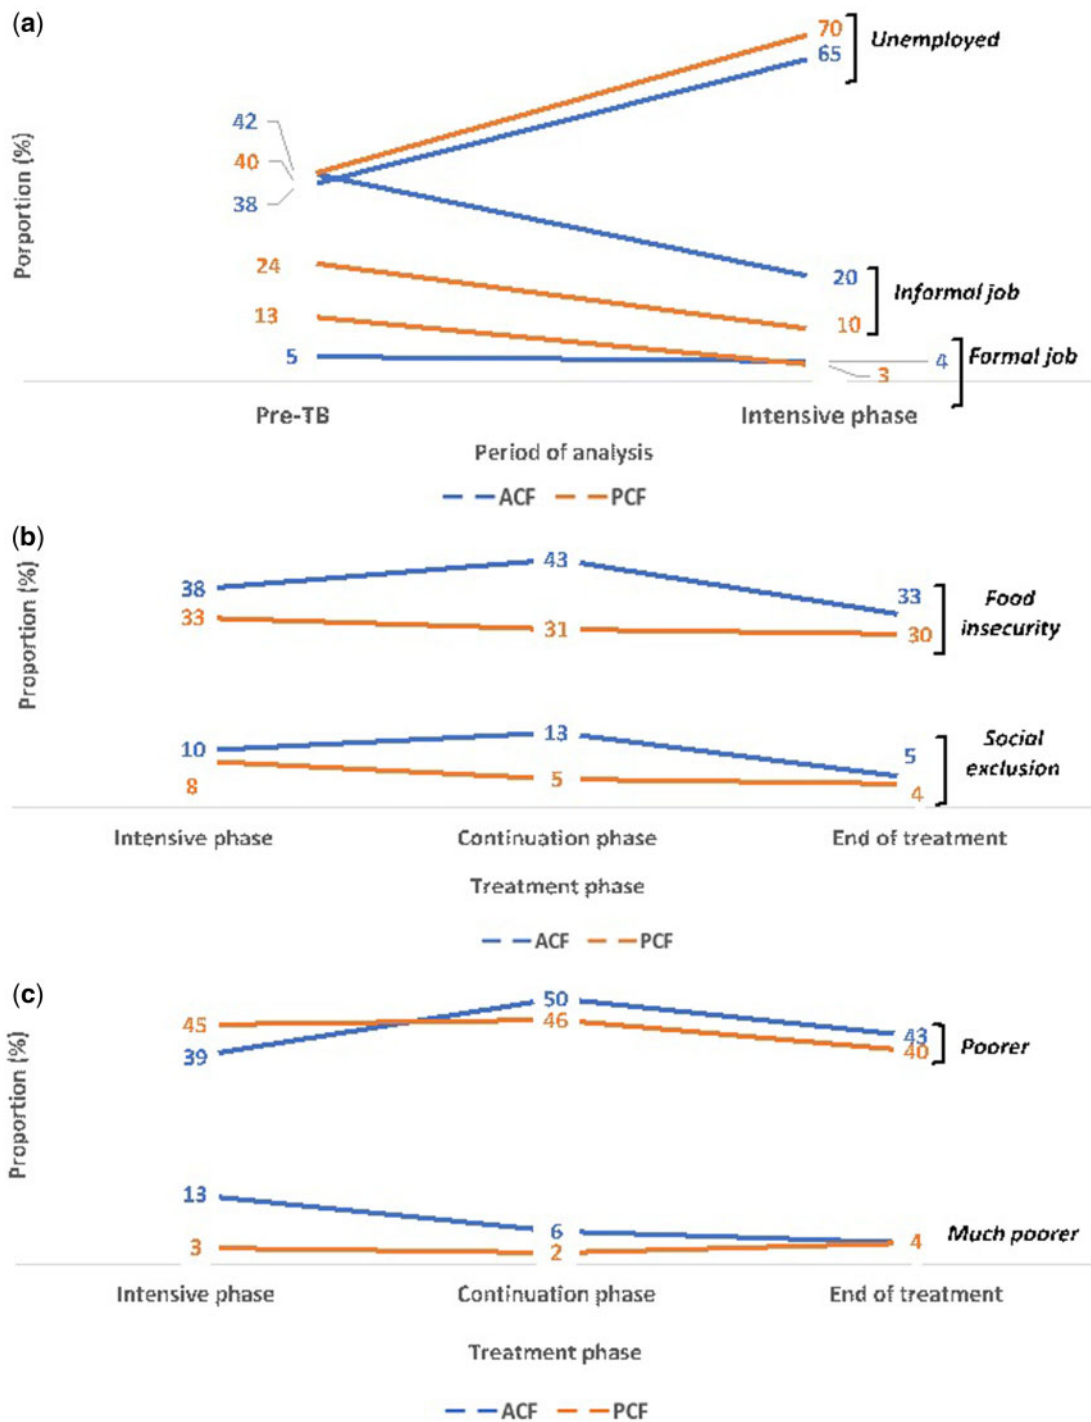 (a)
Porportion (%)
70
65
Unemployed
42
40
38
24
13
5
20
10
Informal job
4
3
Formal job
Pre-TB
Intensive phase
Period of analysis
ACF
PCF
(b)
Proportion (%)
38
43
33
33
31
30
Food
insecurity
10
13
5
8
5
4
Social
exclusion
Intensive phase
Continuation phase
End of treatment
Treatment phase
ACF
PCF
(c)
Proportion (%)
45
39
50
46
43
40
Poorer
13
6
3
2
4
Much poorer
Intensive phase
Continuation phase
End of treatment
Treatment phase
ACF
PCF